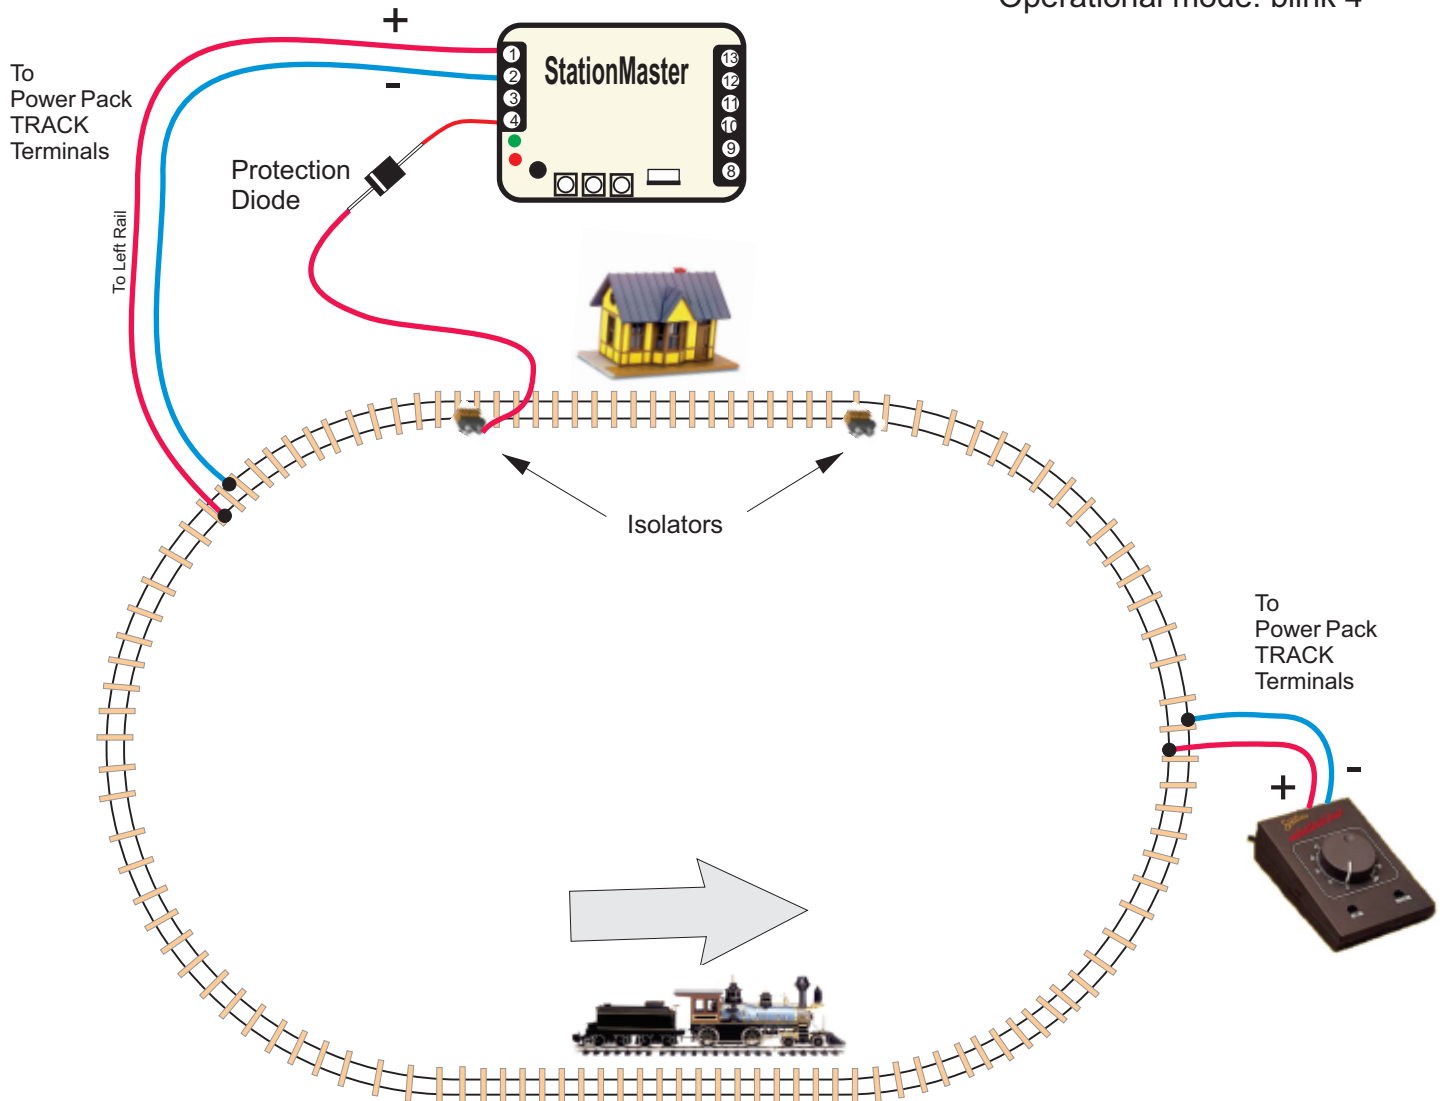 Operational mode: blink 4
+
-
To
Power Pack
TRACK
Terminals
To Left Rail
Protection
Diode
StationMaster
1
2
3
4
13
12
11
10
9
8
Isolators
To
Power Pack
TRACK
Terminals
+
-